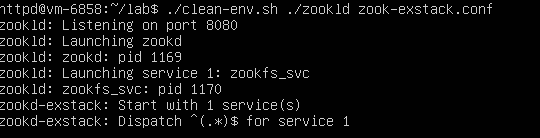 httpd@vm-6858:~/lab$ ./clean-env.sh ./zookld zook-exstack.conf
zookld: Listening on port 8080
zookld: Launching zookd
zookld: zookd: pid 1169
zookld: Launching service 1: zookfs_svc
zookld: zookfs_svc: pid 1170
zookd-exstack: Start with 1 service(s)
zookd-exstack: Dispatch ^(.*)$ for service 1